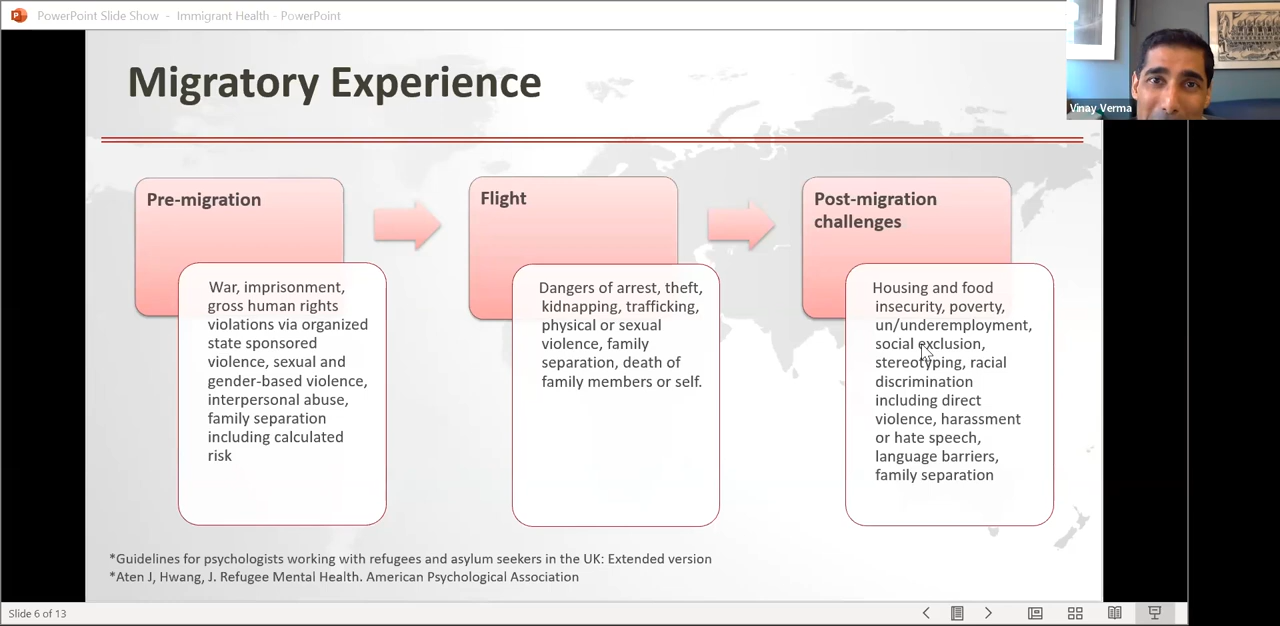 PowerPoint Slide Show - Immigrant Health - PowerPoint
Vinay Verma
Migratory Experience
Pre-migration
War, imprisonment,
gross human rights
violations via organized
state sponsored
violence, sexual and
gender-based violence,
interpersonal abuse,
family separation
including calculated
risk
Flight
Dangers of arrest, theft,
kidnapping, trafficking,
physical or sexual
violence, family
separation, death of
family members or self.
Post-migration
challenges
Housing and food
insecurity, poverty,
un/underemployment,
social exclusion,
stereotyping, racial
discrimination
including direct
violence, harassment
or hate speech,
language barriers,
family separation
*Guidelines for psychologists working with refugees and asylum seekers in the UK: Extended version
*Aten J, Hwang, J. Refugee Mental Health. American Psychological Association
Slide 6 of 13